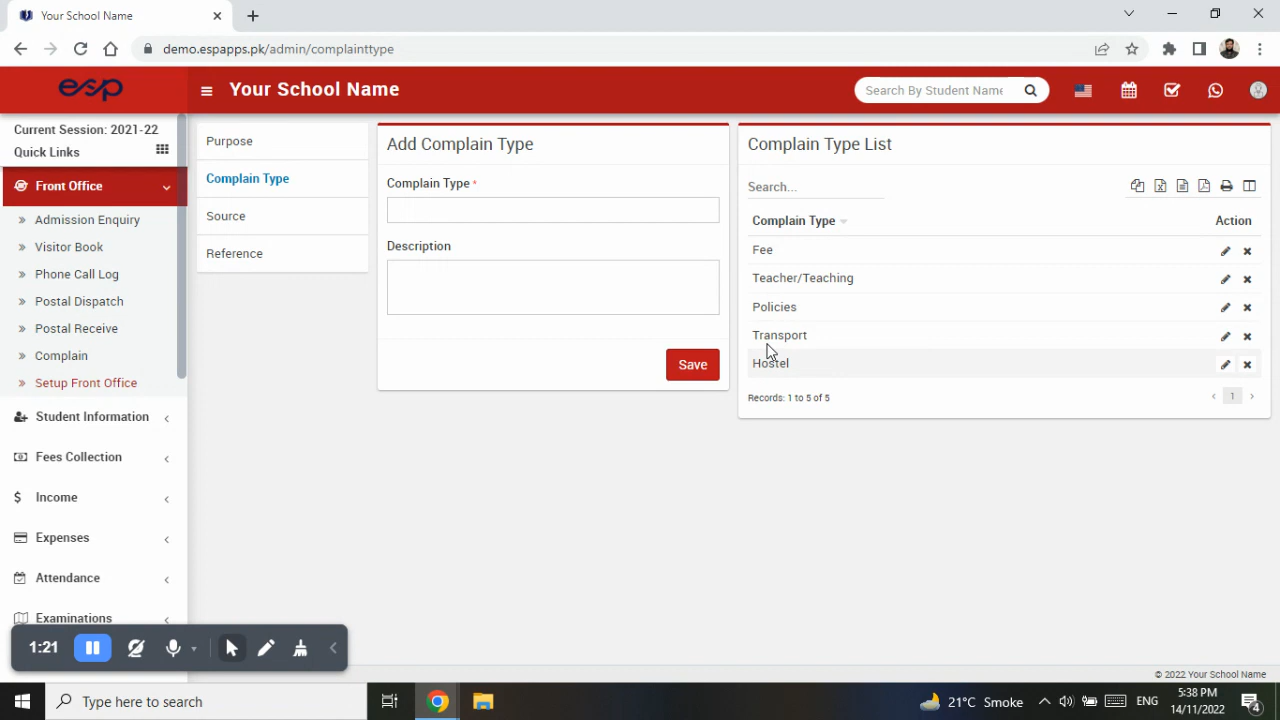 Your School Name
demo.espapps.pk/admin/complainttype
esp
Your School Name
Search By Student Name
Current Session: 2021-22
Quick Links
Front Office
Admission Enquiry
Visitor Book
Phone Call Log
Postal Dispatch
Postal Receive
Complain
Setup Front Office
Student Information
Fees Collection
Income
Expenses
Attendance
Examinations
Purpose
Complain Type
Source
Reference
Add Complain Type
Complain Type *
Description
Save
Complain Type List
Search...
Complain Type Action
Fee
Teacher/Teaching
Policies
Transport
Hostel
Records: 1 to 5 of 5
1
1:21
© 2022 Your School Name
Type here to search
21°C Smoke
ENG
5:38 PM
14/11/2022
4